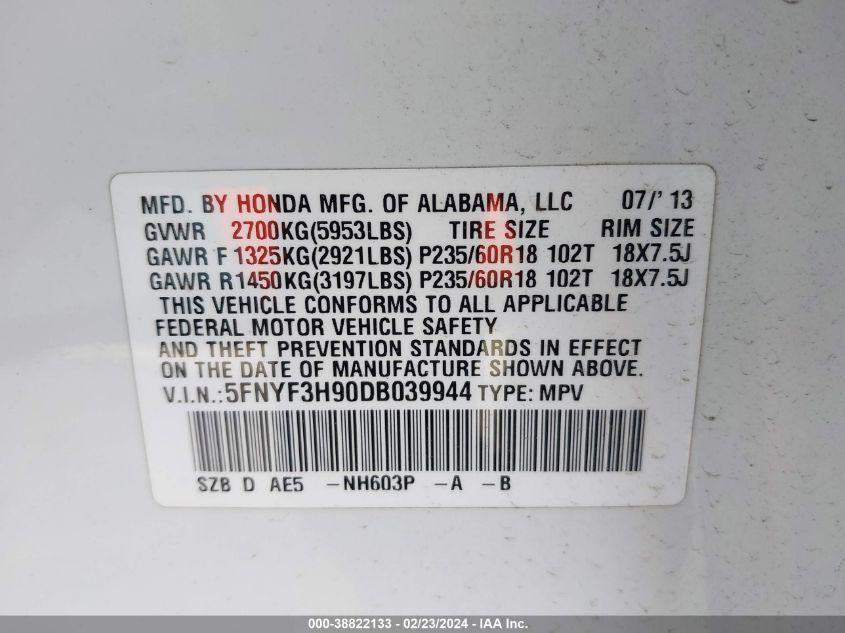 MFD. BY HONDA MFG. OF ALABAMA, LLC 07/' 13
GVWR 2700KG(5953LBS) TIRE SIZE RIM SIZE
GAWR F 1325KG(2921LBS) P235/60R18 102T 18X7.5J
GAWR R1450KG(3197LBS) P235/60R18 102T 18X7.5J
THIS VEHICLE CONFORMS TO ALL APPLICABLE
FEDERAL MOTOR VEHICLE SAFETY
AND THEFT PREVENTION STANDARDS IN EFFECT
ON THE DATE OF MANUFACTURE SHOWN ABOVE.
V.I.N.:5FNYF3H90DB039944 TYPE: MPV
SZB D AE5 -NH603P -A -B
000-38822133 - 02/23/2024 - IAA Inc.